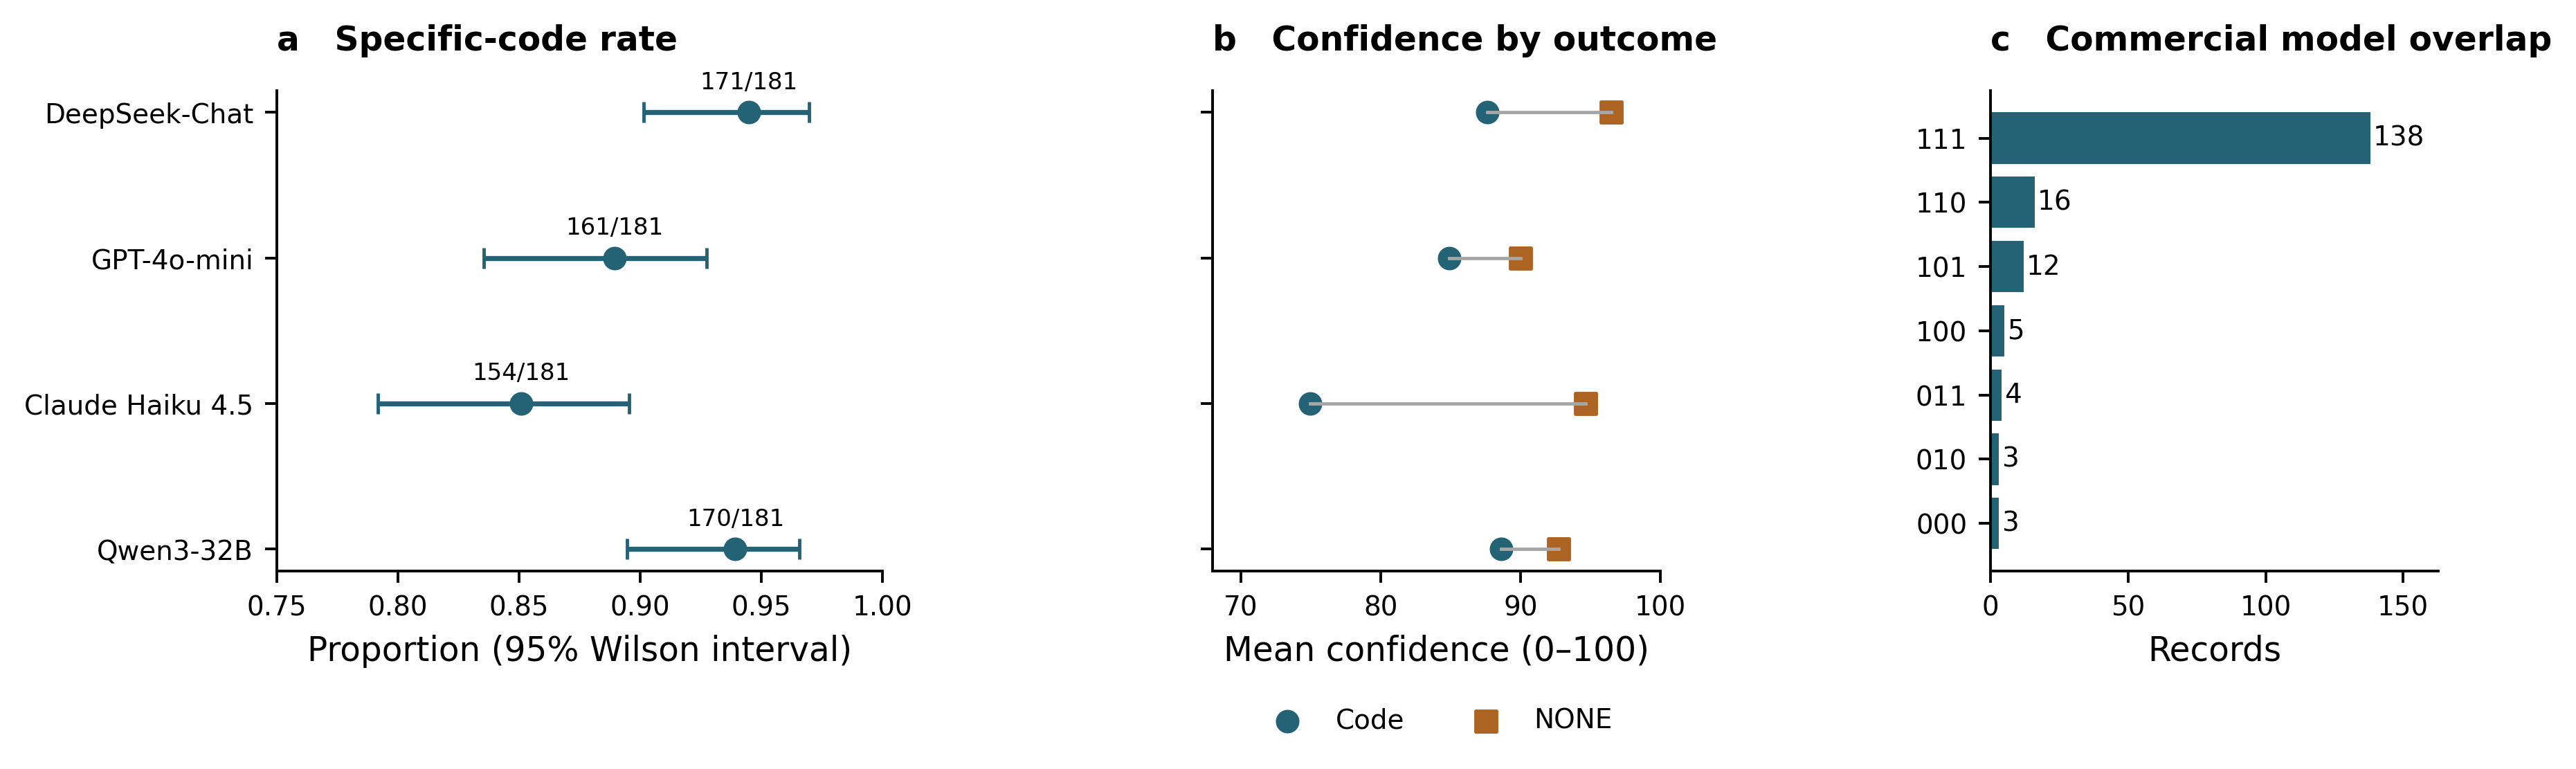 a Specific-code rate
DeepSeek-Chat
GPT-4o-mini
Claude Haiku 4.5
Qwen3-32B
171/181
161/181
154/181
170/181
0.75 0.80 0.85 0.90 0.95 1.00
Proportion (95% Wilson interval)
b Confidence by outcome
70 80 90 100
Mean confidence (0–100)
Code NONE
c Commercial model overlap
111 138
110 16
101 12
100 5
011 4
010 3
000 3
0 50 100 150
Records